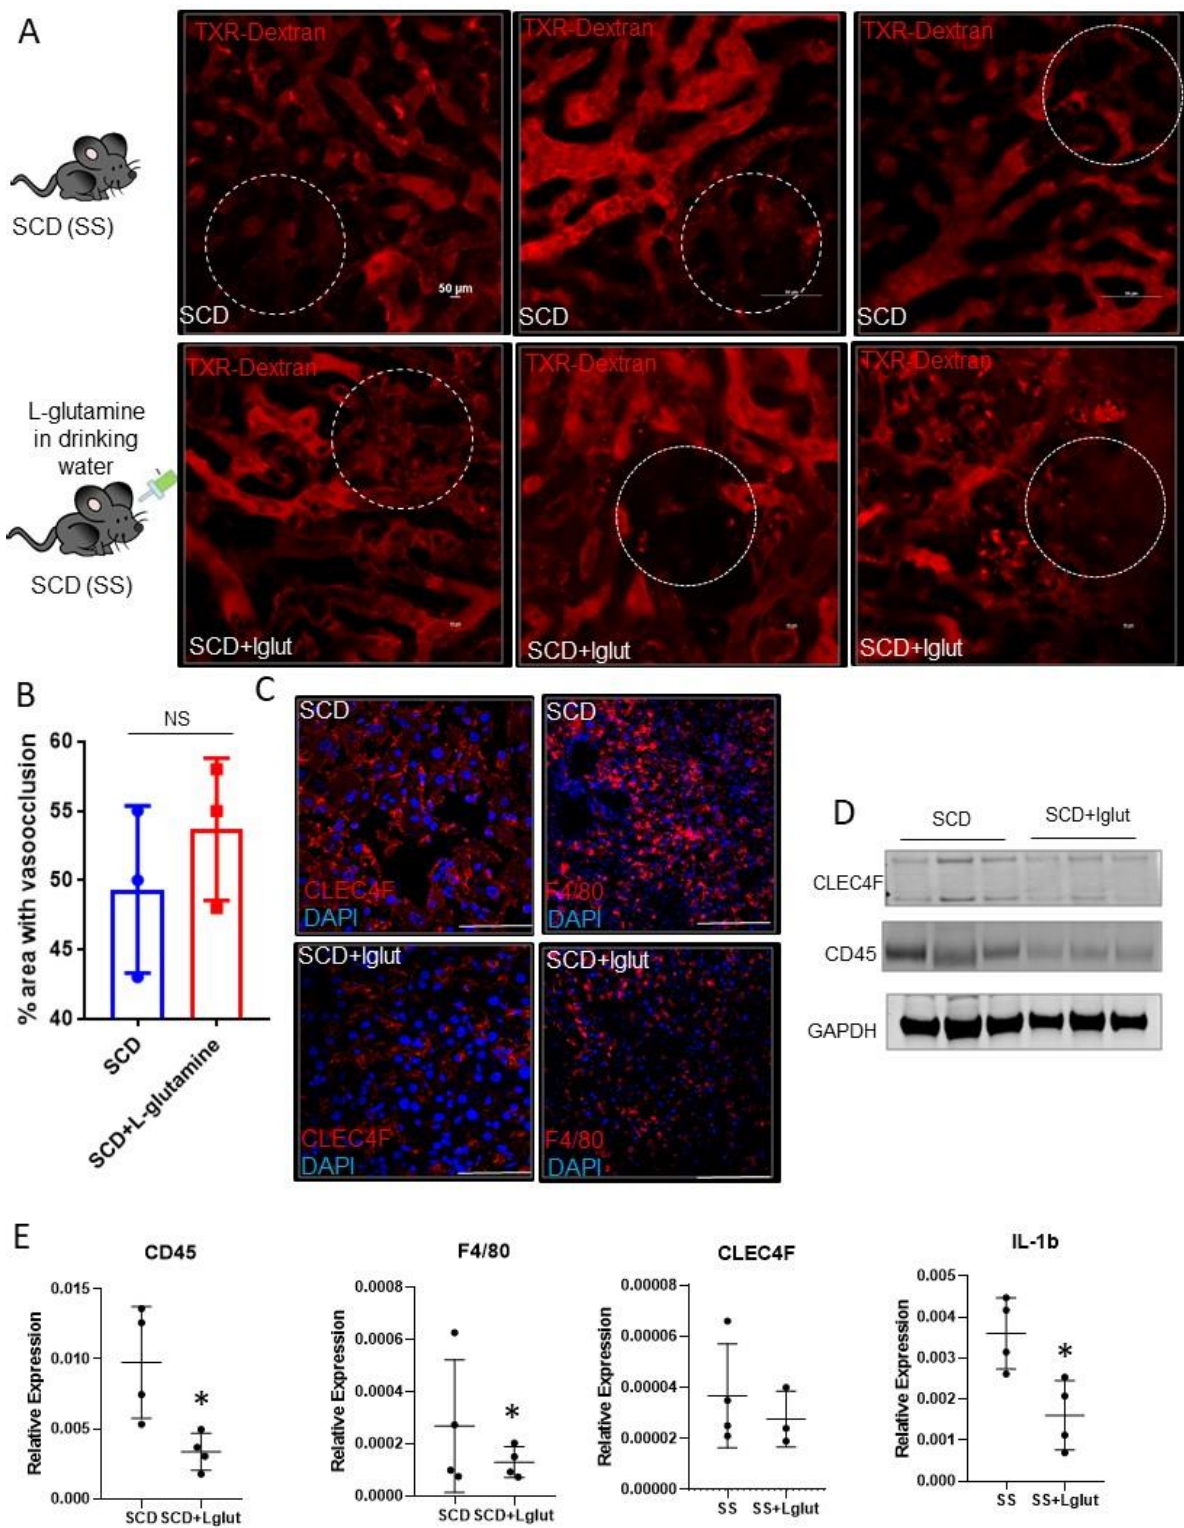 A
TXR-Dextran
TXR-Dextran
TXR-Dextran
SCD (SS)
50 µm
SCD
SCD
SCD
L-glutamine
in drinking
water
SCD (SS)
TXR-Dextran
TXR-Dextran
TXR-Dextran
SCD+lglut
SCD+lglut
SCD+lglut
B
NS
% area with vasoocclusion
60
55
50
45
40
SCD
SCD+L-glutamine
C
SCD
SCD
CLEC4F
DAPI
F4/80
DAPI
SCD+lglut
SCD+lglut
CLEC4F
DAPI
F4/80
DAPI
D
SCD
SCD+lglut
CLEC4F
CD45
GAPDH
E
CD45
Relative Expression
0.015
0.010
0.005
0.000
*
SCD SCD+Lglut
F4/80
Relative Expression
0.0008
0.0006
0.0004
0.0002
0.0000
*
SCD SCD+Lglut
CLEC4F
Relative Expression
0.00008
0.00006
0.00004
0.00002
0.00000
SS SS+Lglut
IL-1b
Relative Expression
0.005
0.004
0.003
0.002
0.001
0.000
*
SS SS+Lglut